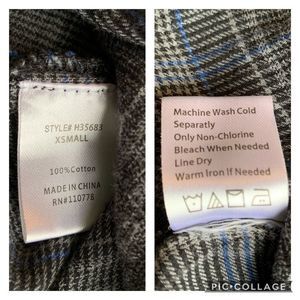 STYLE# H35683
XSMALL
100%Cotton
MADE IN CHINA
RN#110778
Machine Wash Cold
Separatly
Only Non-Chlorine
Bleach When Needed
Line Dry
Warm Iron If Needed
PIC•COLLAGE